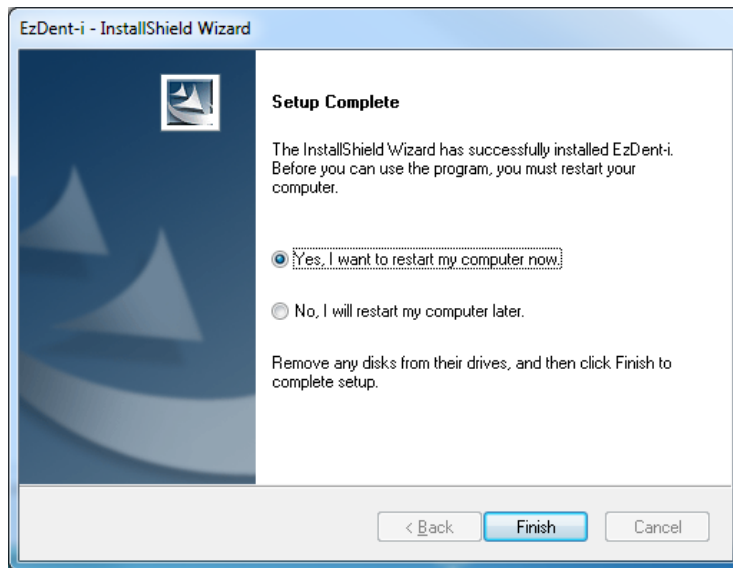 EzDent-i - InstallShield Wizard
Setup Complete
The InstallShield Wizard has successfully installed EzDent-i.
Before you can use the program, you must restart your
computer.
Yes, I want to restart my computer now.
No, I will restart my computer later.
Remove any disks from their drives, and then click Finish to
complete setup.
< Back
Finish
Cancel